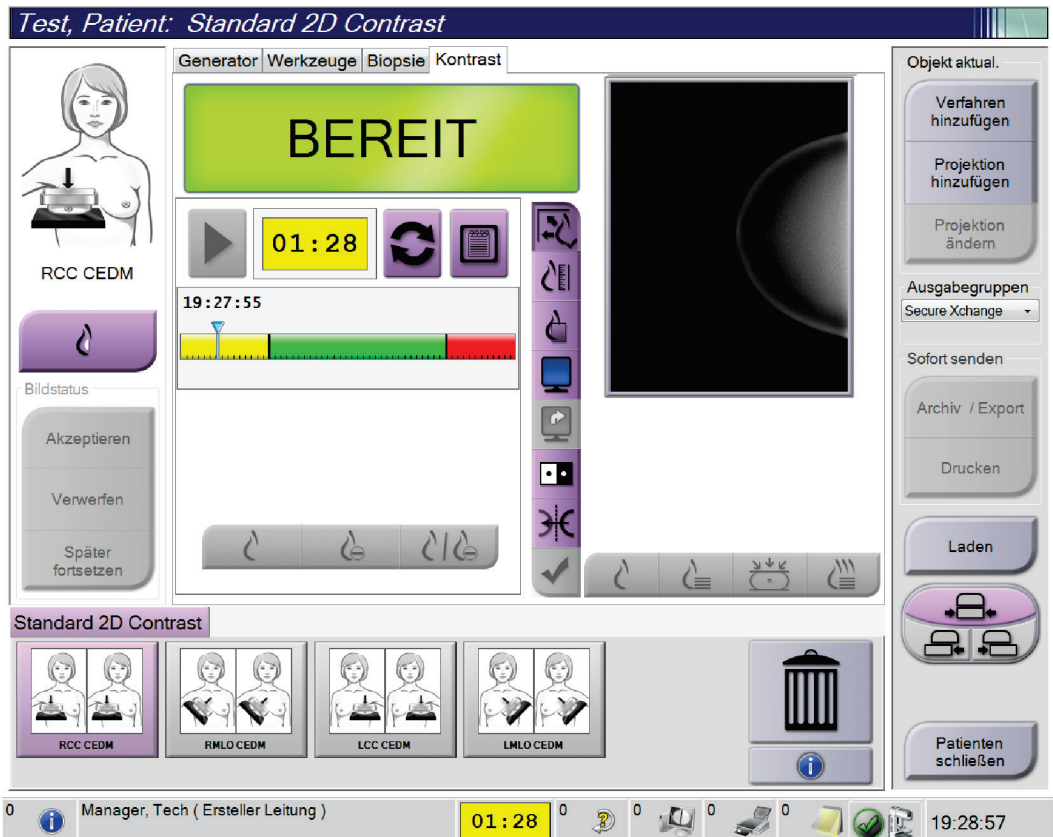 Test, Patient: Standard 2D Contrast
Generator Werkzeuge Biopsie Kontrast
BEREIT
RCC CEDM
01:28
19:27:55
Bildstatus
Akzeptieren
Verwerfen
Später
fortsetzen
Objekt aktual.
Verfahren
hinzufügen
Projektion
hinzufügen
Projektion
ändern
Ausgabegruppen
Secure Xchange
Sofort senden
Archiv / Export
Drucken
Laden
Patienten
schließen
Standard 2D Contrast
RCC CEDM
RMLO CEDM
LCC CEDM
LMLO CEDM
0 Manager, Tech ( Ersteller Leitung ) 01:28 0 0 0 0 19:28:57